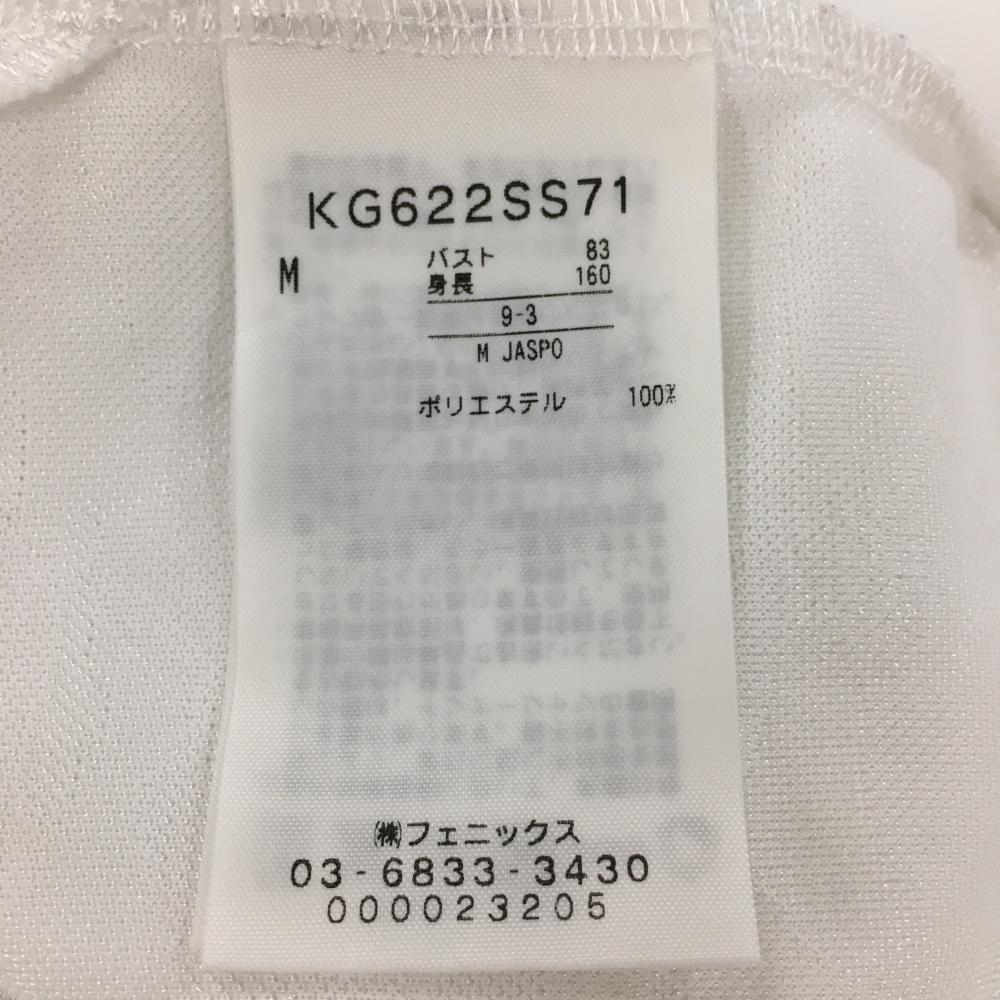 KG622SS71
M バスト 83
身長 160
9-3
M JASPO
ポリエステル 100%
㈱フェニックス
03-6833-3430
000023205